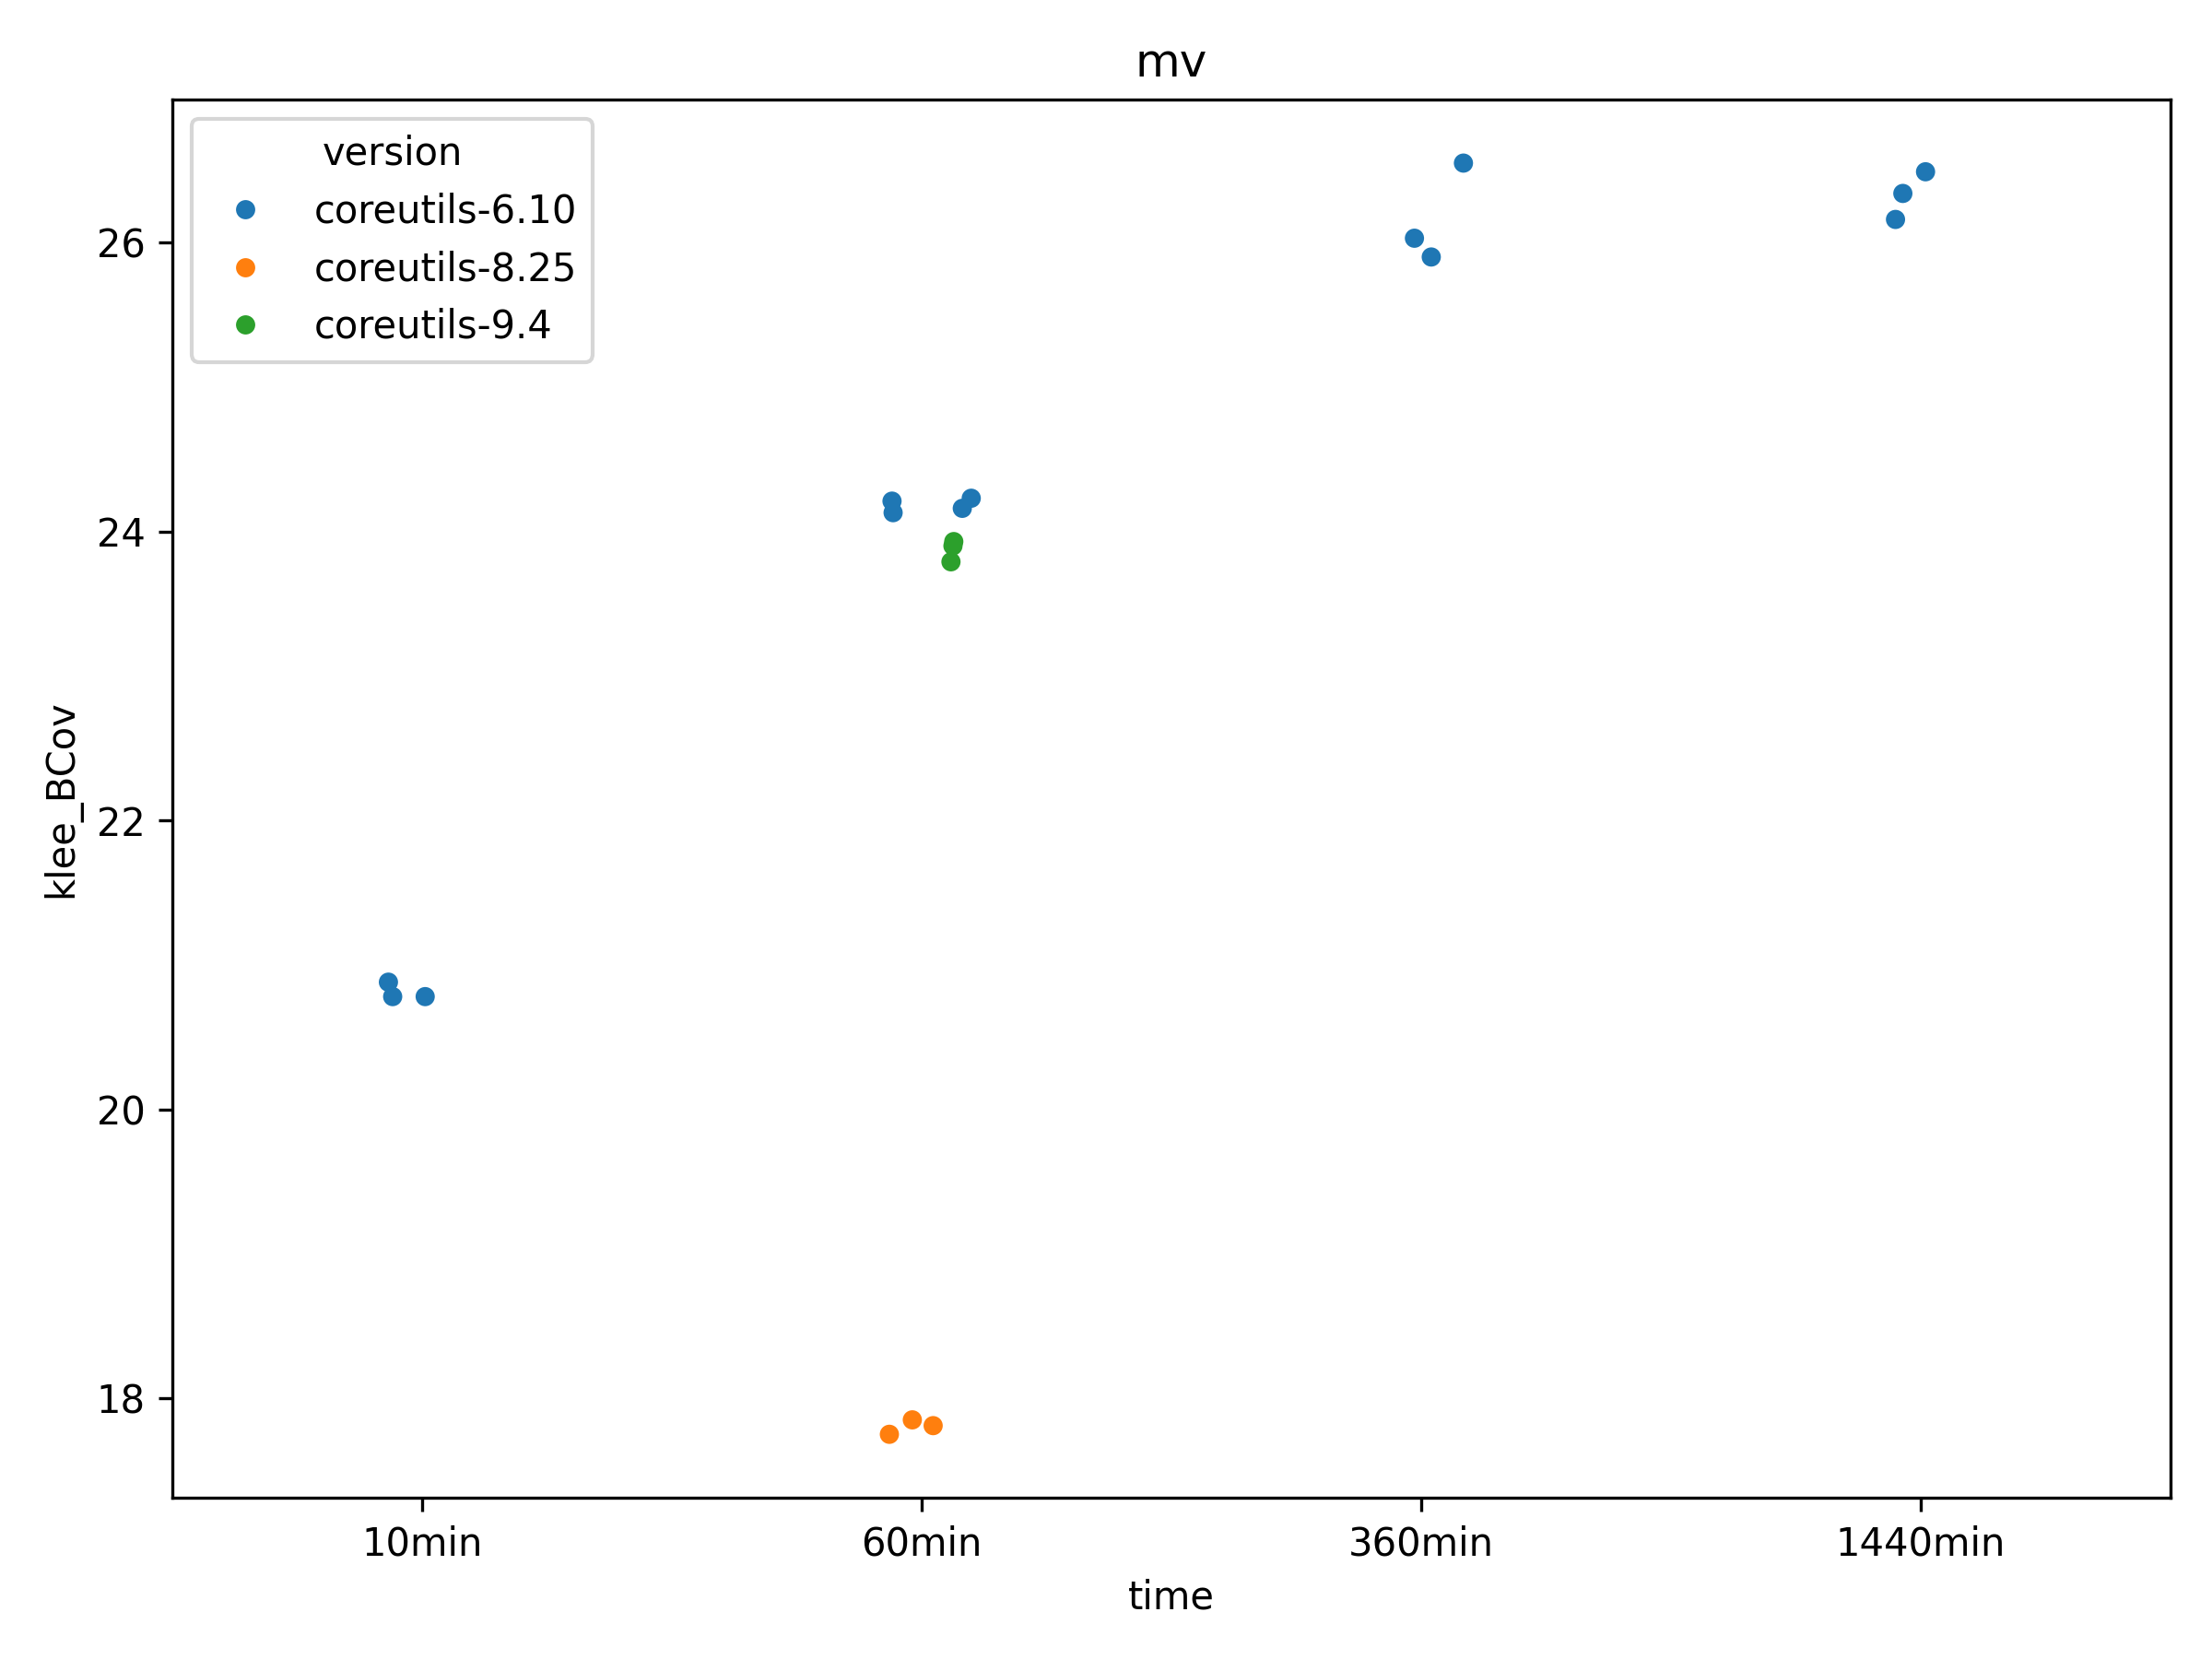 mv
version
coreutils-6.10
coreutils-8.25
coreutils-9.4
klee_BCov
26
24
22
20
18
10min
60min
360min
1440min
time